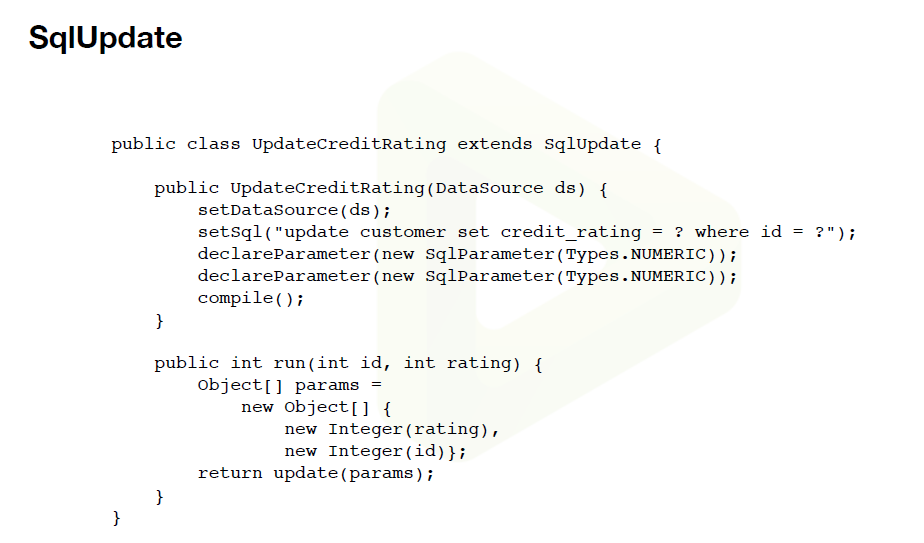 SqlUpdate
public class UpdateCreditRating extends SqlUpdate {
public UpdateCreditRating(DataSource ds) {
setDataSource(ds);
setSql("update customer set credit_rating = ? where id = ?");
declareParameter(new SqlParameter(Types.NUMERIC));
declareParameter(new SqlParameter(Types.NUMERIC));
compile();
}
public int run(int id, int rating) {
Object[] params =
new Object[] {
new Integer(rating),
new Integer(id)};
return update(params);
}
}